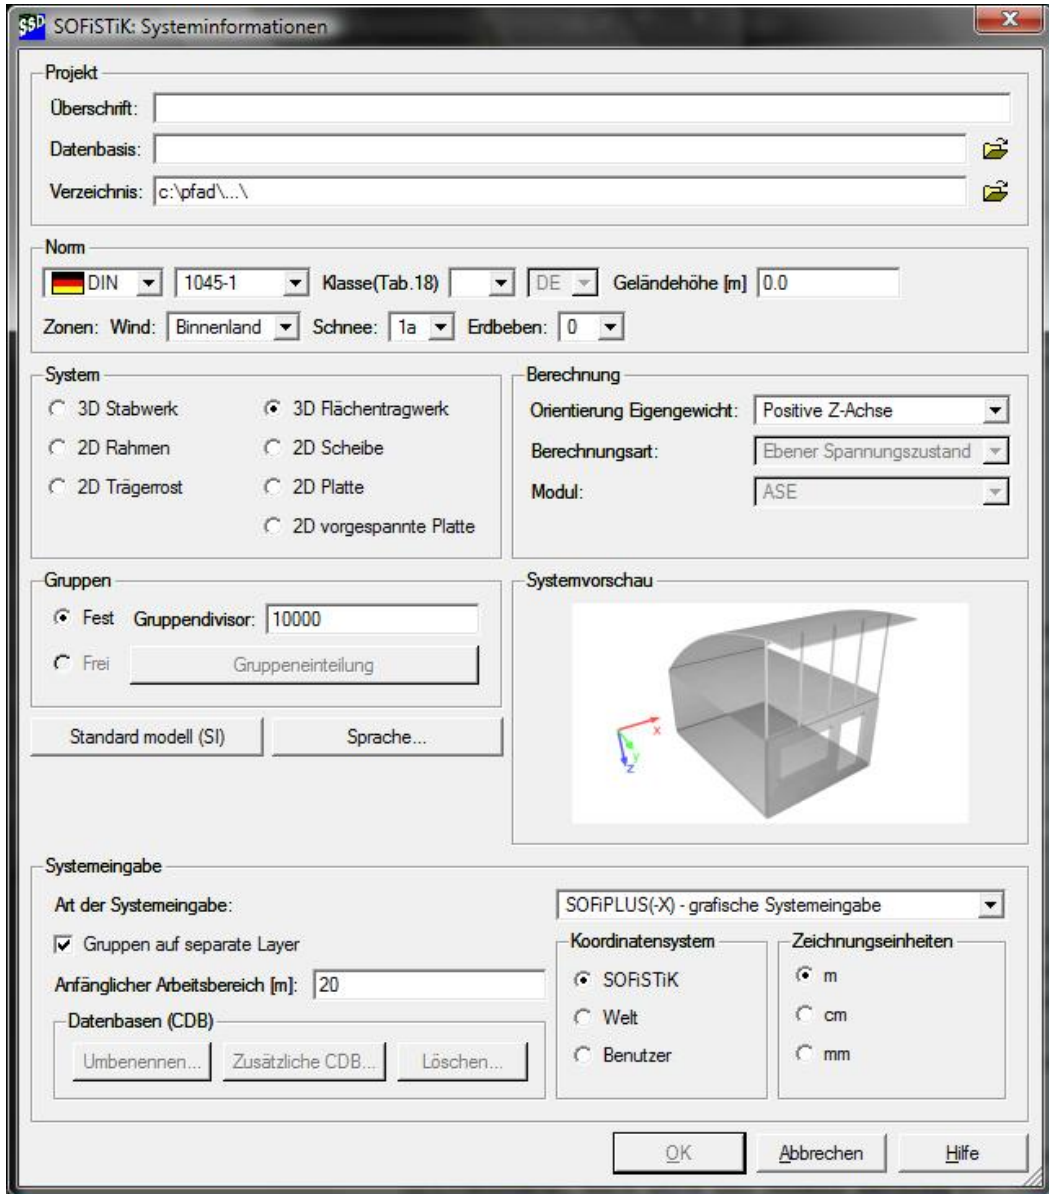 SSD SOFiSTiK: Systeminformationen
Projekt
Überschrift:
Datenbasis:
Verzeichnis: c:\pfad\...\
Norm
DIN 1045-1 Klasse(Tab.18) DE Geländehöhe [m] 0.0
Zonen: Wind: Binnenland Schnee: 1a Erdbeben: 0
System
3D Stabwerk 3D Flächentragwerk
2D Rahmen 2D Scheibe
2D Trägerrost 2D Platte
2D vorgespannte Platte
Berechnung
Orientierung Eigengewicht: Positive Z-Achse
Berechnungsart: Ebener Spannungszustand
Modul: ASE
Gruppen
Fest Gruppendivisor: 10000
Frei Gruppeneinteilung
Standard modell (SI) Sprache...
Systemvorschau
x
y
z
Systemeingabe
Art der Systemeingabe: SOFiPLUS(-X) - grafische Systemeingabe
Gruppen auf separate Layer
Anfänglicher Arbeitsbereich [m]: 20
Datenbasen (CDB)
Umbenennen... Zusätzliche CDB... Löschen...
Koordinatensystem
SOFiSTiK
Welt
Benutzer
Zeichnungseinheiten
m
cm
mm
OK Abbrechen Hilfe